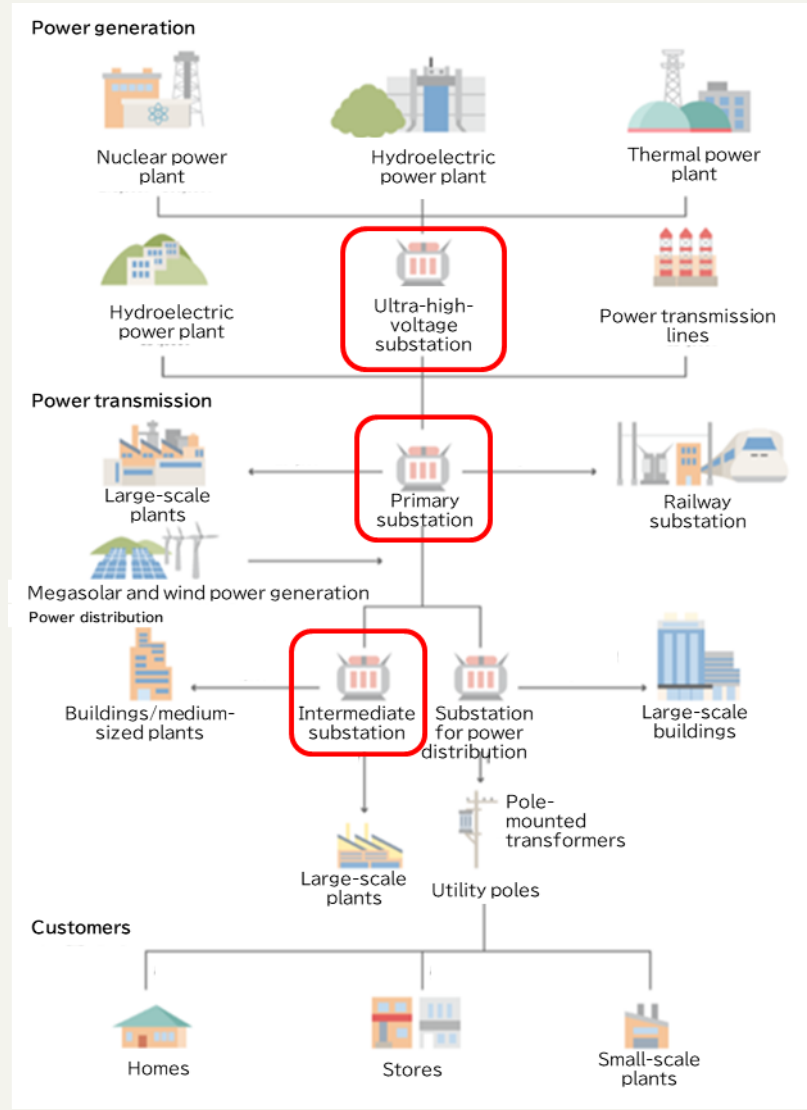 Power generation
Nuclear power
plant
Hydroelectric
power plant
Thermal power
plant
Hydroelectric
power plant
Ultra-high-
voltage
substation
Power transmission
lines
Power transmission
Large-scale
plants
Primary
substation
Railway
substation
Megasolar and wind power generation
Power distribution
Buildings/medium-
sized plants
Intermediate
substation
Substation
for power
distribution
Large-scale
buildings
Large-scale
plants
Pole-
mounted
transformers
Utility poles
Customers
Homes
Stores
Small-scale
plants